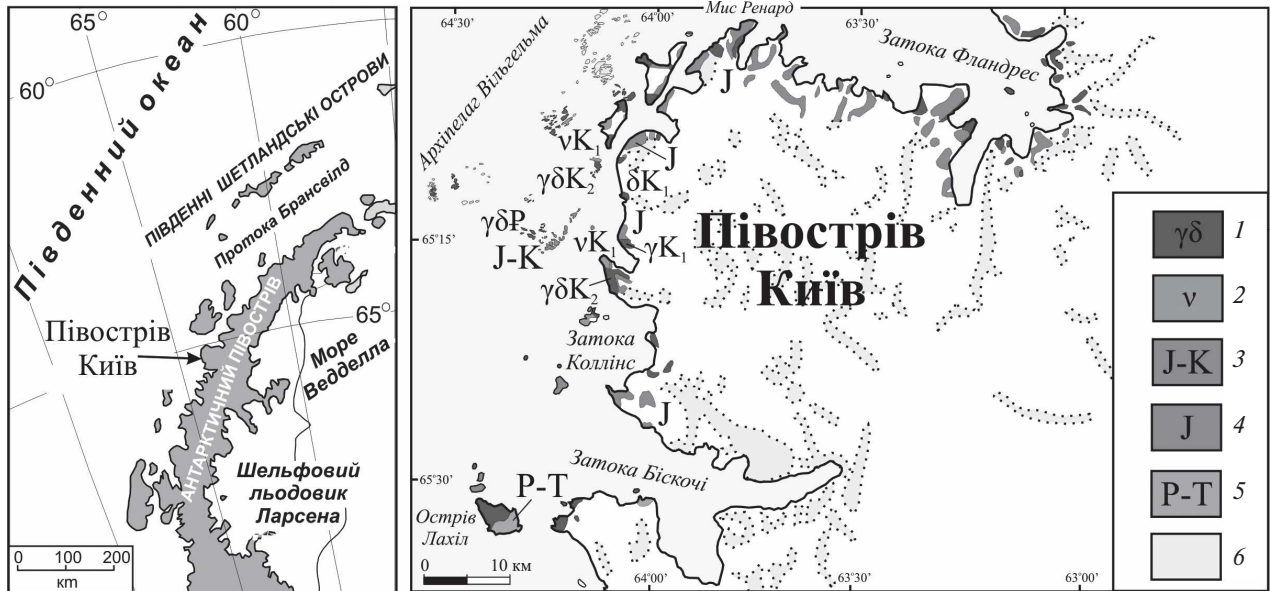 65°
60°
Південний океан
60°
ПІВДЕННІ ШЕТЛАНДСЬКІ ОСТРОВИ
Протока Брансвілд
65°
Півострів
Київ
АНТАРКТИЧНИЙ ПІВОСТРІВ
Море
Ведделла
Шельфовий
льодовик
Ларсена
0 100 200
км
64°30'
64°00'
Мис Ренард
63°30'
Затока Фландрес
Архіпелаг Вільгельма
J
νK₁
J
γδK₂
δK₁
γδP
J
65°15'
J-K
νK₁
γK₁
Півострів
Київ
γδK₂
Затока
Коллінс
J
Затока Біскочі
65°30'
P-T
Острів
Лахіл
0 10 км
64°00'
63°30'
63°00'
γδ 1
ν 2
J-K 3
J 4
P-T 5
6